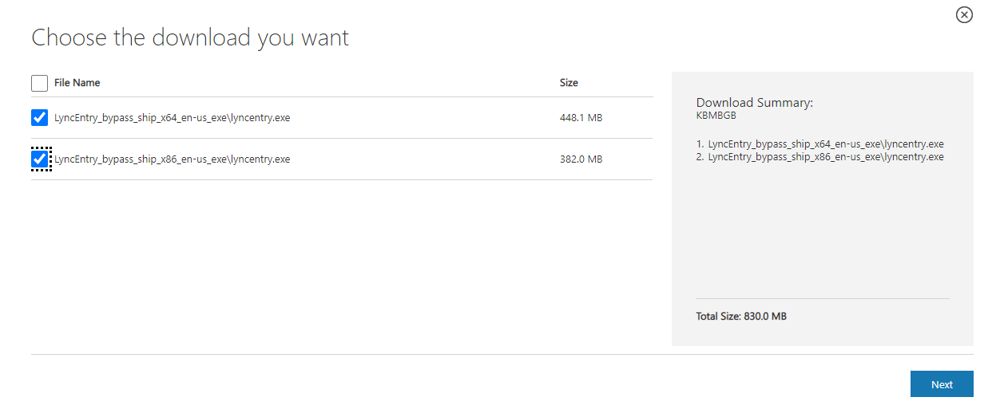 Choose the download you want
File Name Size
LyncEntry_bypass_ship_x64_en-us_exe\lyncentry.exe 448.1 MB
LyncEntry_bypass_ship_x86_en-us_exe\lyncentry.exe 382.0 MB
Download Summary:
KBMBGB
1. LyncEntry_bypass_ship_x64_en-us_exe\lyncentry.exe
2. LyncEntry_bypass_ship_x86_en-us_exe\lyncentry.exe
Total Size: 830.0 MB
Next